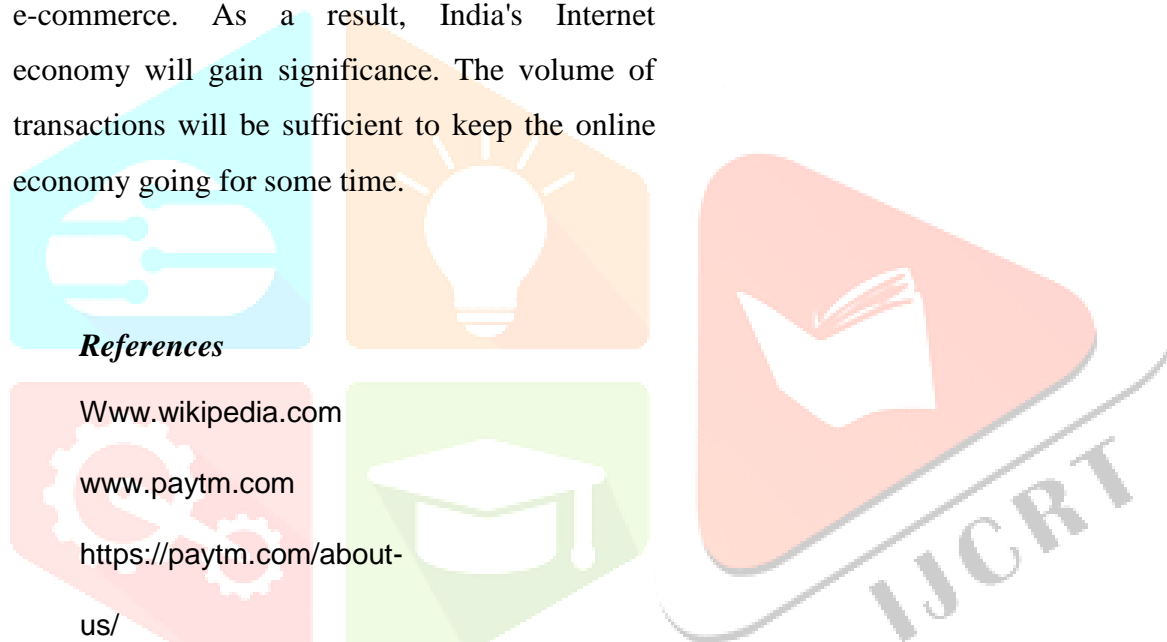 e-commerce. As a result, India's Internet
economy will gain significance. The volume of
transactions will be sufficient to keep the online
economy going for some time.
References
Www.wikipedia.com
www.paytm.com
https://paytm.com/about-
us/
IJCRT